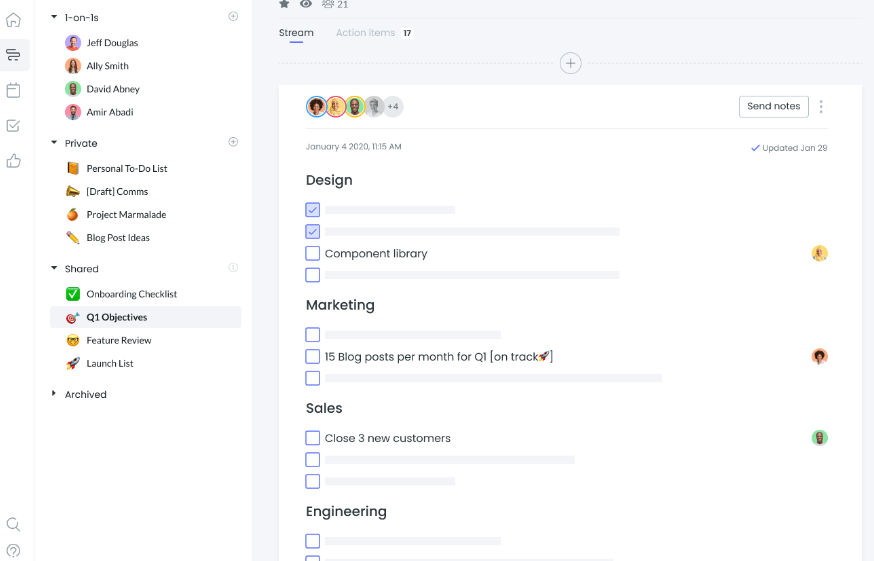 1-on-1s
Jeff Douglas
Ally Smith
David Abney
Amir Abadi
Private
Personal To-Do List
[Draft] Comms
Project Marmalade
Blog Post Ideas
Shared
Onboarding Checklist
Q1 Objectives
Feature Review
Launch List
Archived
21
Stream Action items 17
+4 Send notes
January 4 2020, 11:15 AM Updated Jan 29
Design
Component library
Marketing
15 Blog posts per month for Q1 [on track🚀]
Sales
Close 3 new customers
Engineering